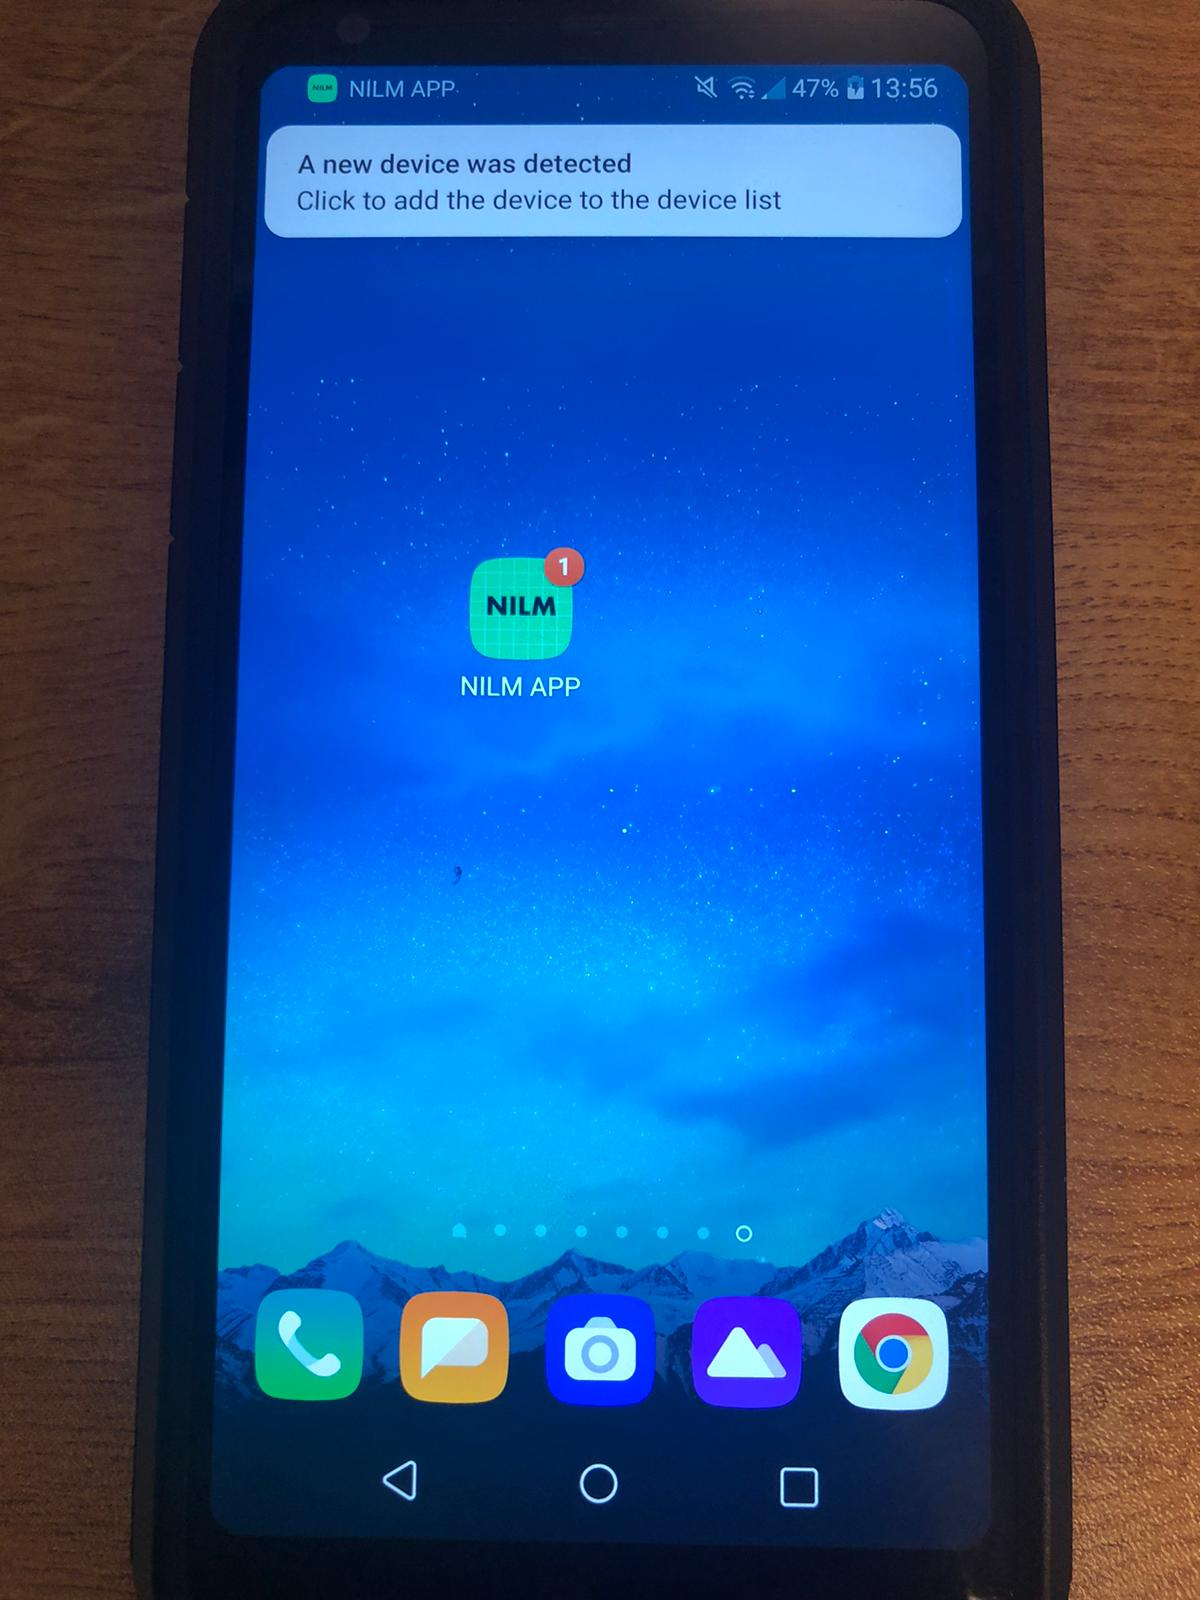 NILM NILM APP 47% 13:56
A new device was detected
Click to add the device to the device list
1
NILM
NILM APP